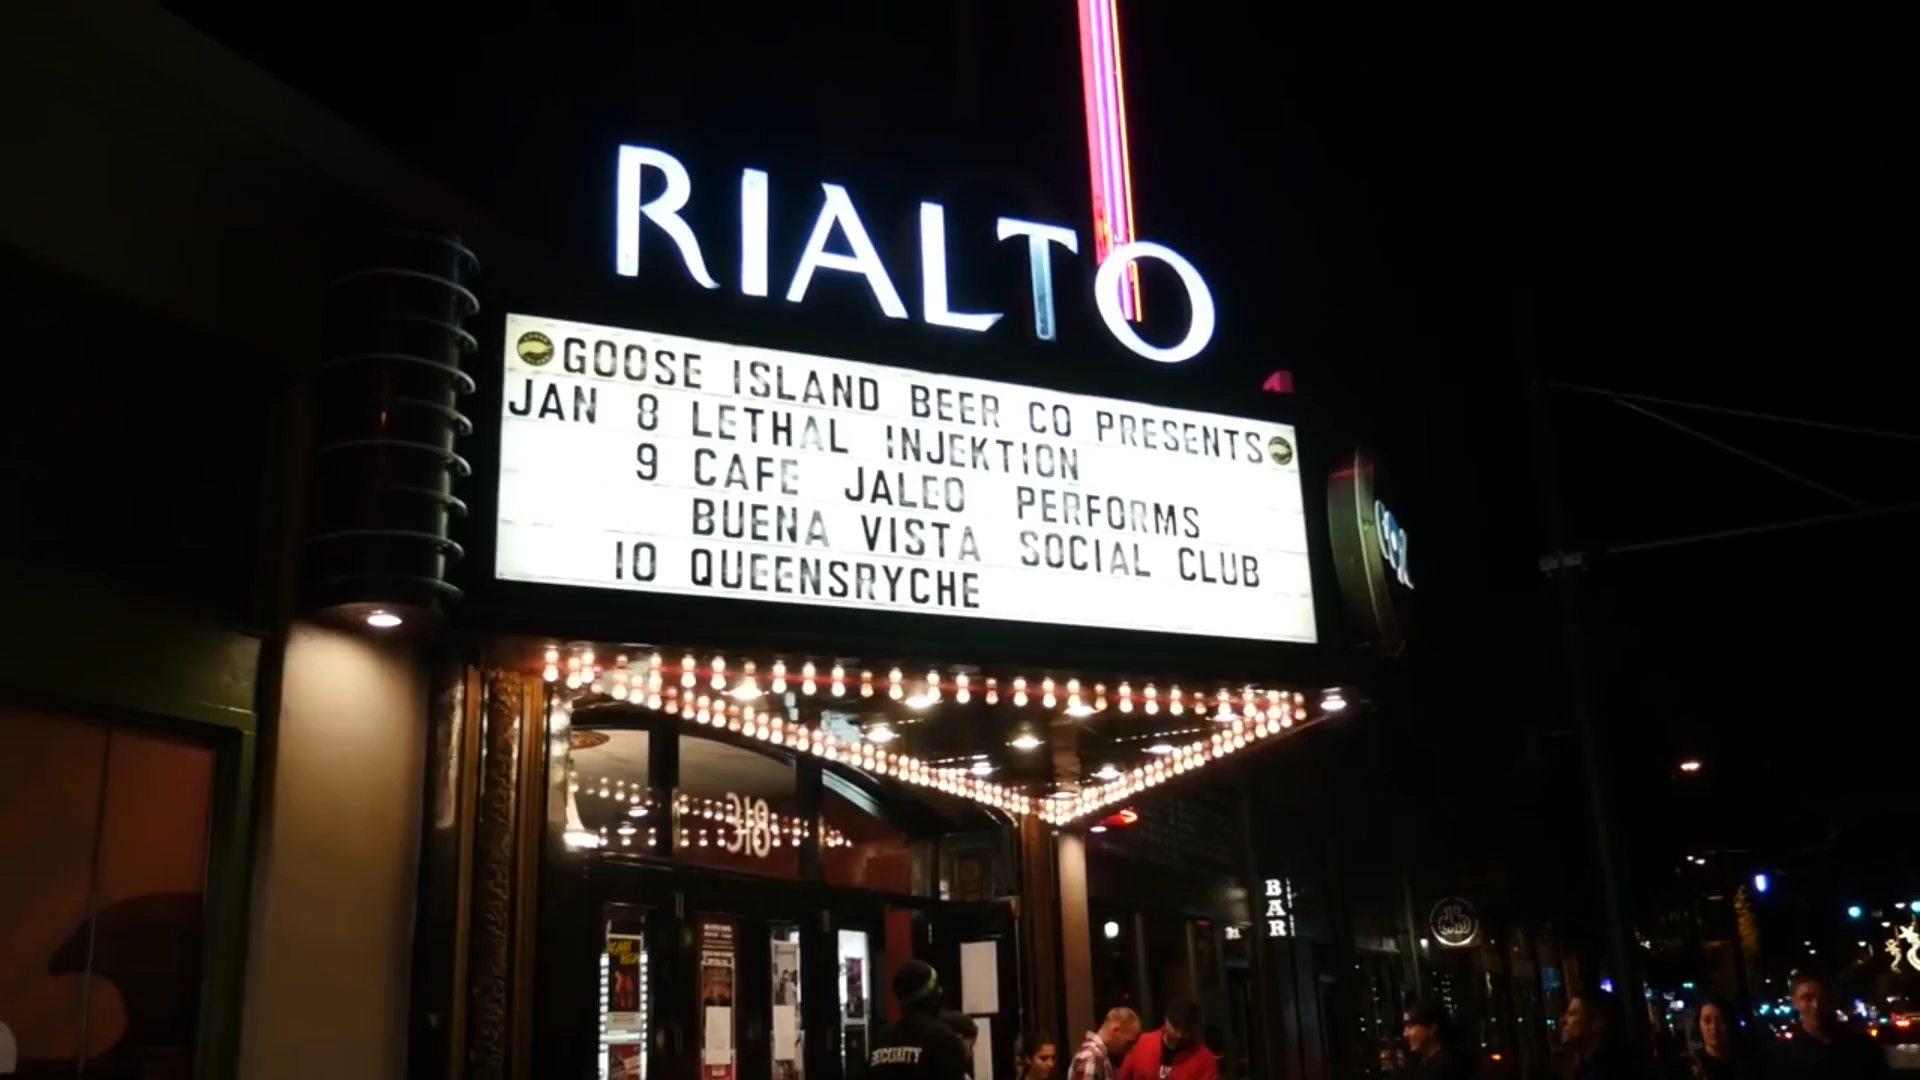 RIALTO
GOOSE ISLAND BEER CO PRESENTS
JAN 8 LETHAL INJEKTION
9 CAFE JALEO PERFORMS
BUENA VISTA SOCIAL CLUB
10 QUEENSRYCHE
318
BAR
db
SECURITY